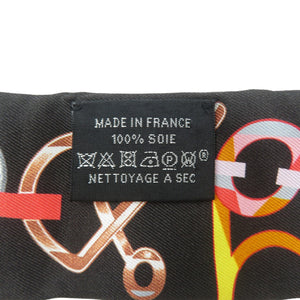 MADE IN FRANCE
100% SOIE
P W ®
NETTOYAGE A SEC